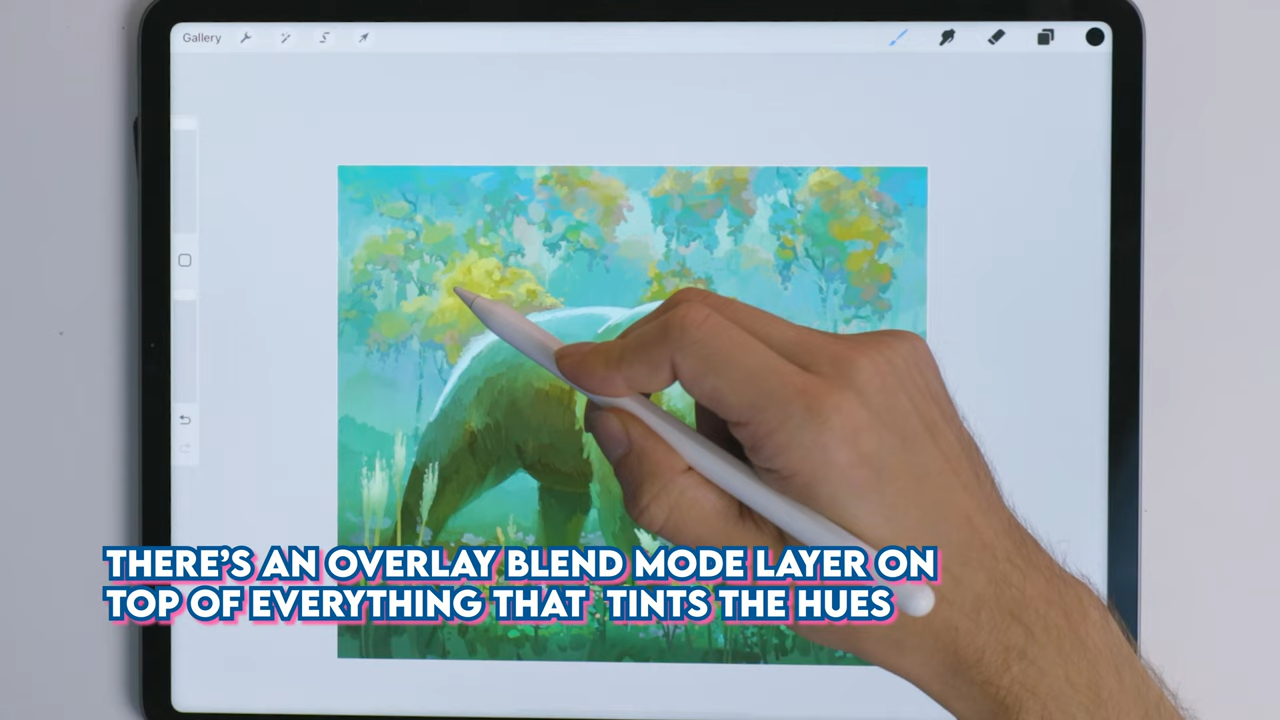 Gallery
THERE'S AN OVERLAY BLEND MODE LAYER ON
TOP OF EVERYTHING THAT TINTS THE HUES